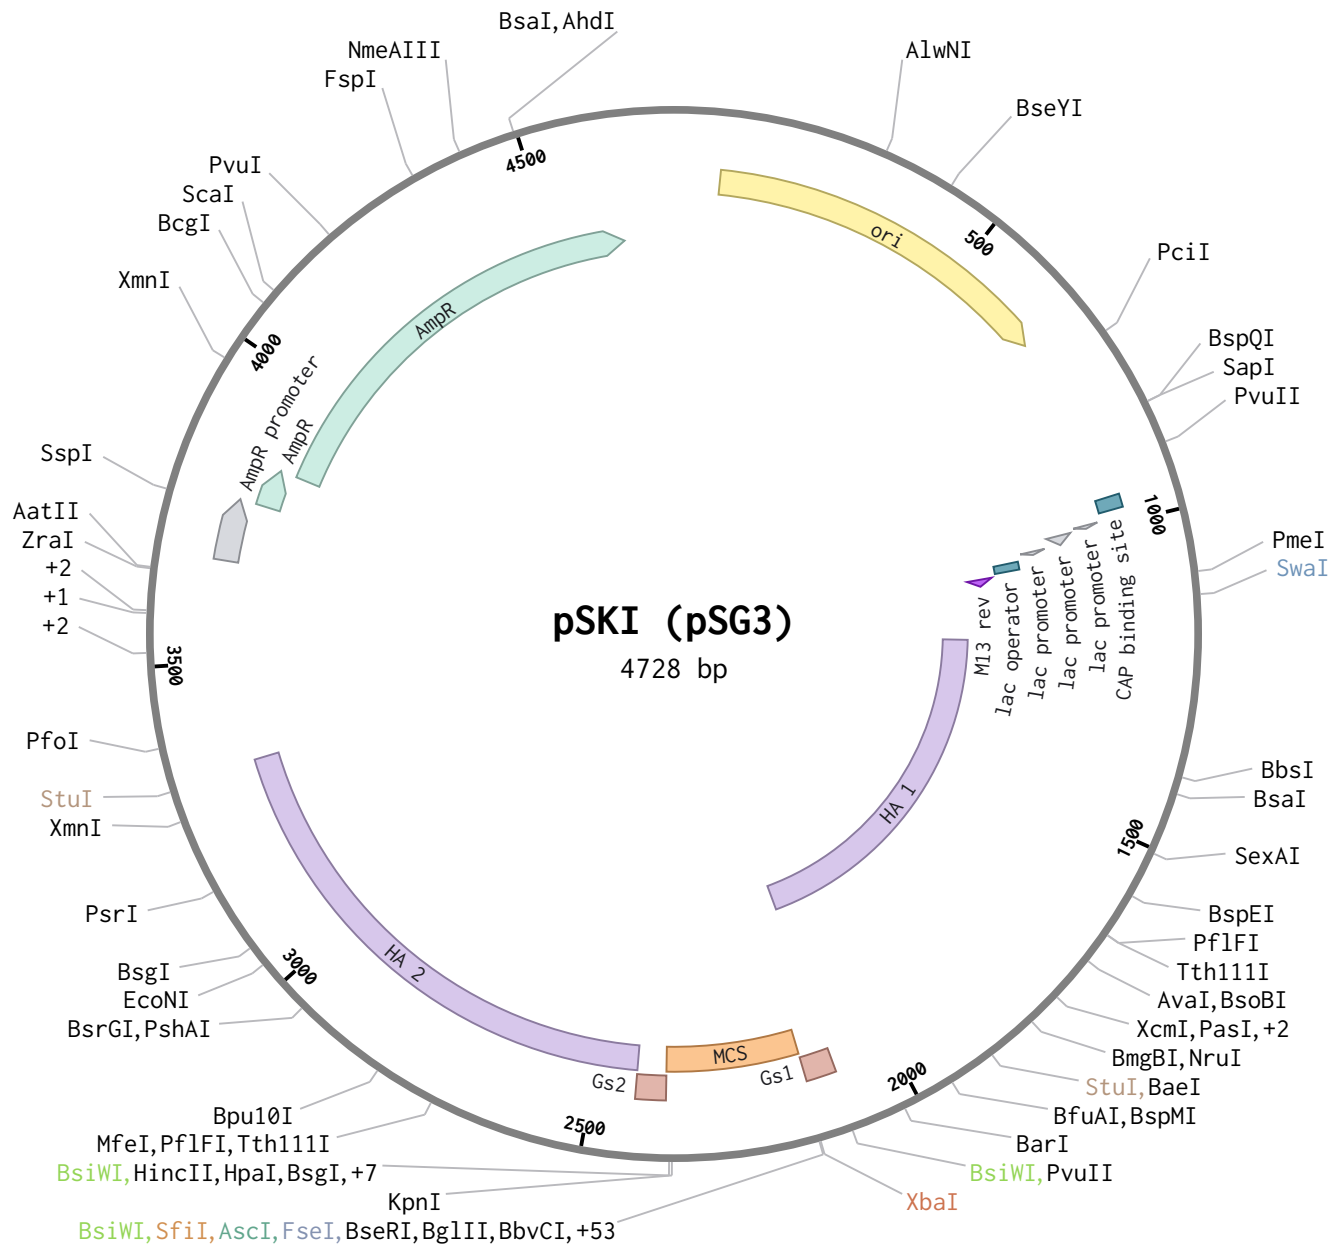 BsaI,AhdI
NmeAIII
AlwNI
FspI
BseYI
4500
PvuI
ScaI
BcgI
ori
500
PciI
XmnI
AmpR
4000
BspQI
SapI
PvuII
AmpR promoter
AmpR
SspI
1000
AatII
ZraI
PmeI
+2
SwaI
+1
+2
CAP binding site
lac promoter
lac promoter
lac promoter
lac operator
M13 rev
pSKI (pSG3)
4728 bp
3500
PfoI
BbsI
StuI
BsaI
XmnI
HA 1
1500
SexAI
PsrI
BspEI
PflFI
HA 2
3000
BsgI
Tth111I
EcoNI
AvaI,BsoBI
BsrGI,PshAI
XcmI,PasI,+2
MCS
BmgBI,NruI
Gs2
Gs1
2000
StuI,BaeI
Bpu10I
BfuAI,BspMI
2500
MfeI,PflFI,Tth111I
BarI
BsiWI,HincII,HpaI,BsgI,+7
BsiWI,PvuII
KpnI
XbaI
BsiWI,SfiI,AscI,FseI,BseRI,BglII,BbvCI,+53